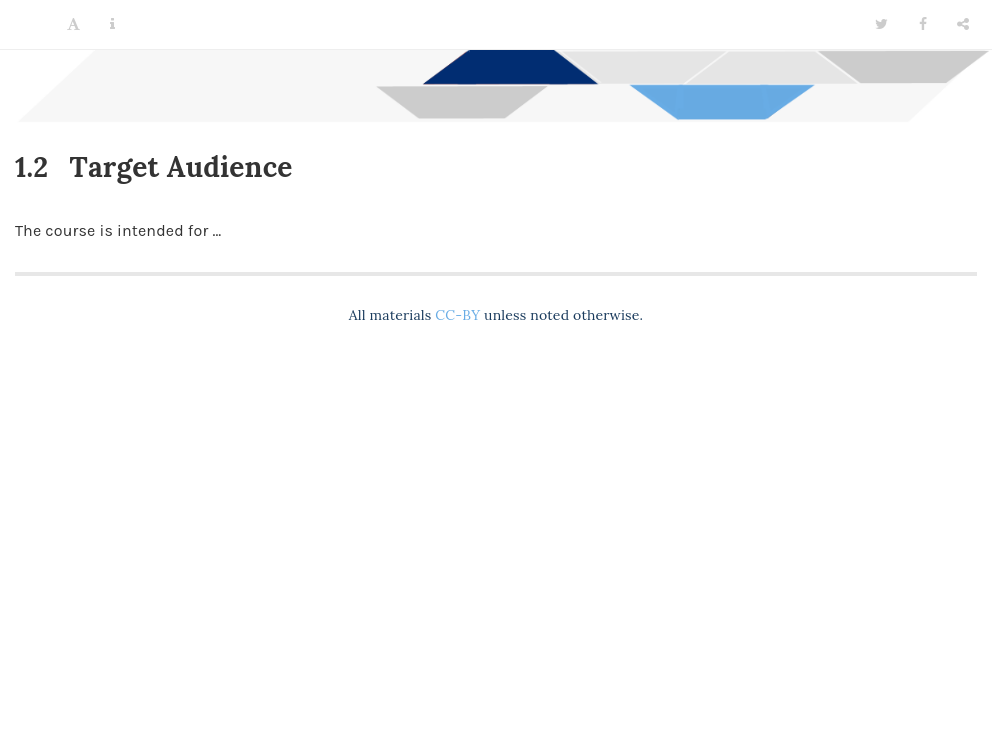 1.2 Target Audience
The course is intended for ...
All materials CC-BY unless noted otherwise.